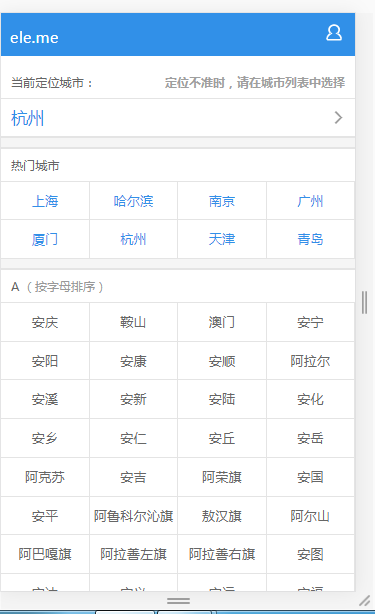 ele.me
当前定位城市： 定位不准时，请在城市列表中选择
杭州
热门城市
上海 哈尔滨 南京 广州
厦门 杭州 天津 青岛
A （按字母排序）
安庆 鞍山 澳门 安宁
安阳 安康 安顺 阿拉尔
安溪 安新 安陆 安化
安乡 安仁 安丘 安岳
阿克苏 安吉 阿荣旗 安国
安平 阿鲁科尔沁旗 敖汉旗 阿尔山
阿巴嘎旗 阿拉善左旗 阿拉善右旗 安图